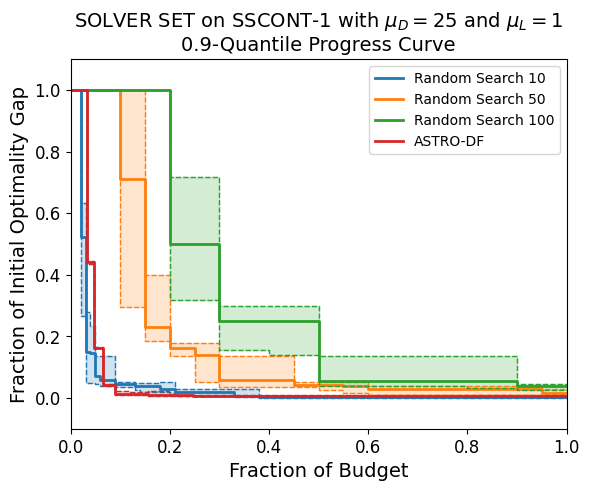 SOLVER SET on SSCONT-1 with μ_D = 25 and μ_L = 1
0.9-Quantile Progress Curve
Random Search 10
Random Search 50
Random Search 100
ASTRO-DF
Fraction of Initial Optimality Gap
1.0
0.8
0.6
0.4
0.2
0.0
0.0 0.2 0.4 0.6 0.8 1.0
Fraction of Budget